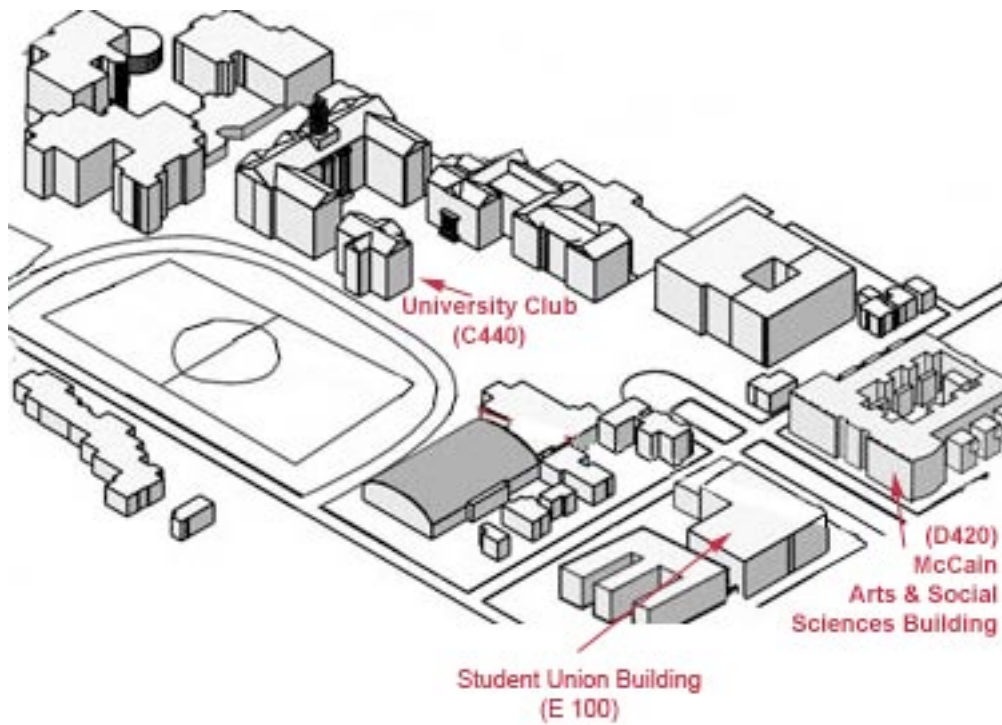 University Club
(C440)
(D420)
McCain
Arts & Social
Sciences Building
Student Union Building
(E 100)